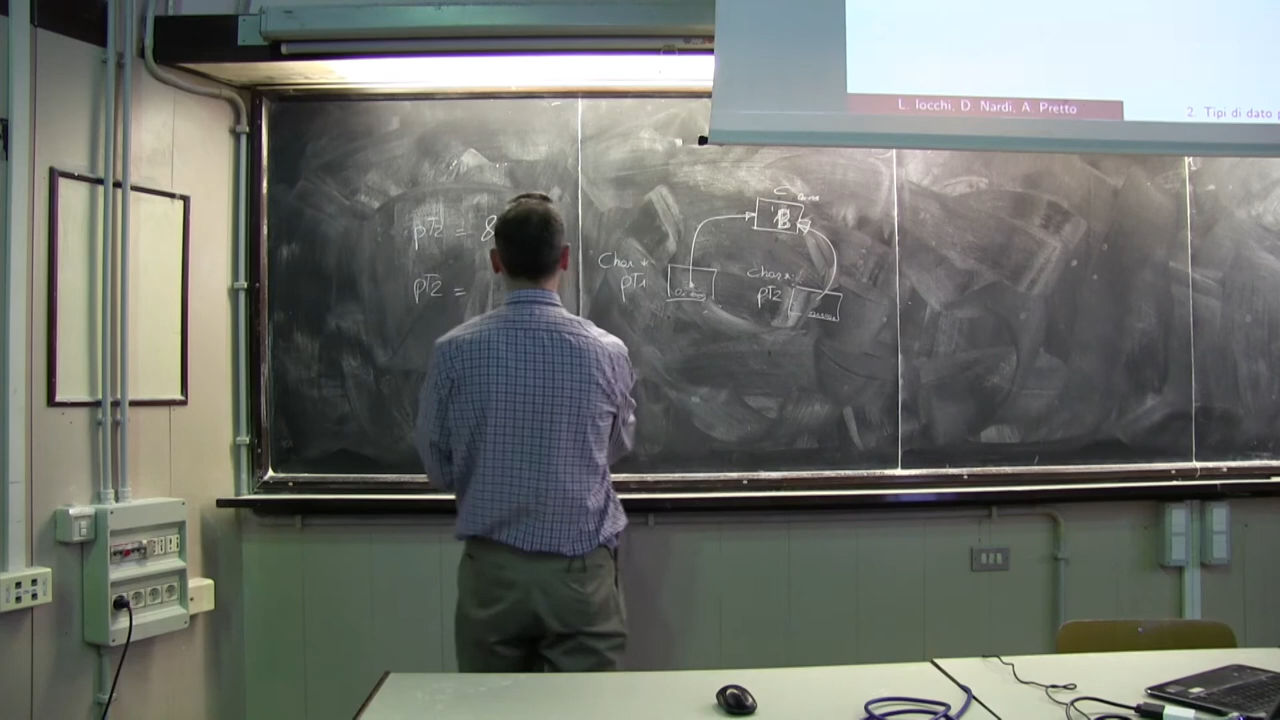 L. Iocchi, D. Nardi, A. Pretto
2. Tipi di dato
C
pT2 = 8
Char *
pT1
Char *
pT2
pT2 =